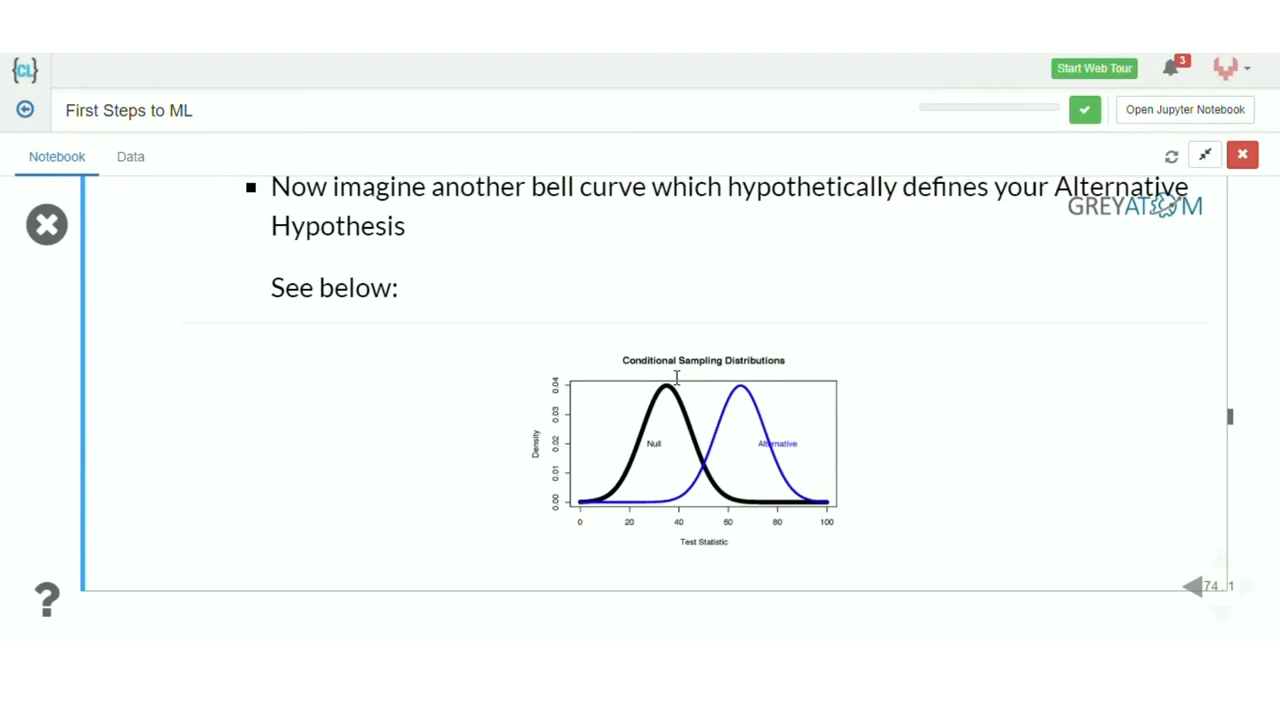 {CL}
Start Web Tour
3
First Steps to ML
Open Jupyter Notebook
Notebook
Data
Now imagine another bell curve which hypothetically defines your Alternative
GREYATOM
Hypothesis
See below:
Conditional Sampling Distributions
0.04
0.03
0.02
0.01
0.00
Density
Null
Alternative
0 20 40 60 80 100
Test Statistic
?
74.1